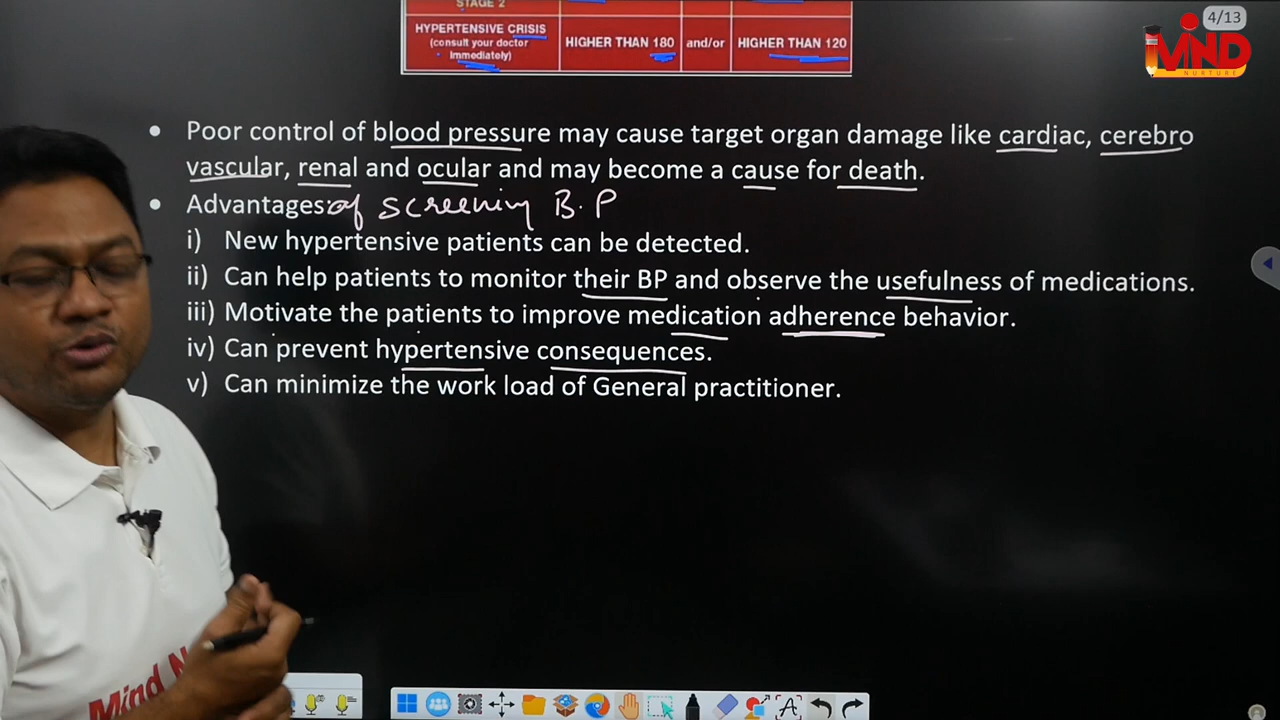 STAGE 2
4/13
HYPERTENSIVE CRISIS
(consult your doctor
immediately)
HIGHER THAN 180
and/or
HIGHER THAN 120
MIND
NURTURE
• Poor control of blood pressure may cause target organ damage like cardiac, cerebro
vascular, renal and ocular and may become a cause for death.
• Advantages: of screening B.P
i) New hypertensive patients can be detected.
ii) Can help patients to monitor their BP and observe the usefulness of medications.
iii) Motivate the patients to improve medication adherence behavior.
iv) Can prevent hypertensive consequences.
v) Can minimize the work load of General practitioner.
Mind N